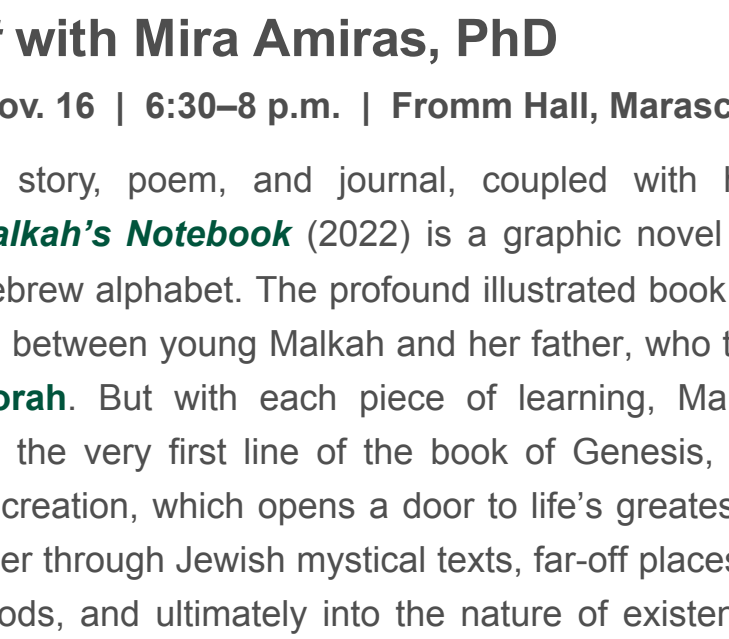 with Mira Amiras, PhD
ov. 16 | 6:30–8 p.m. | Fromm Hall, Marasc
story, poem, and journal, coupled with
alkah’s Notebook (2022) is a graphic novel
ebrew alphabet. The profound illustrated book
between young Malkah and her father, who t
orah. But with each piece of learning, Ma
the very first line of the book of Genesis,
creation, which opens a door to life’s greates
er through Jewish mystical texts, far-off places
ods, and ultimately into the nature of existen